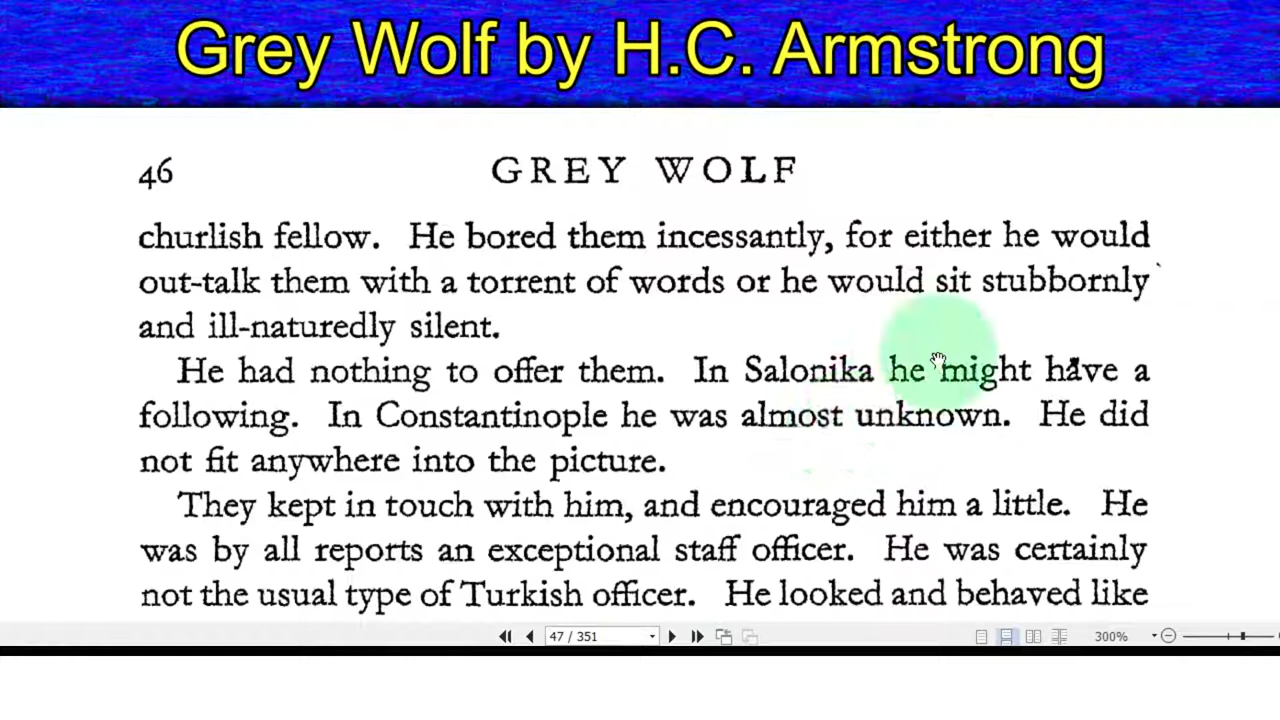 Grey Wolf by H.C. Armstrong
46 GREY WOLF
churlish fellow. He bored them incessantly, for either he would
out-talk them with a torrent of words or he would sit stubbornly
and ill-naturedly silent.
He had nothing to offer them. In Salonika he might have a
following. In Constantinople he was almost unknown. He did
not fit anywhere into the picture.
They kept in touch with him, and encouraged him a little. He
was by all reports an exceptional staff officer. He was certainly
not the usual type of Turkish officer. He looked and behaved like
47 / 351 300%